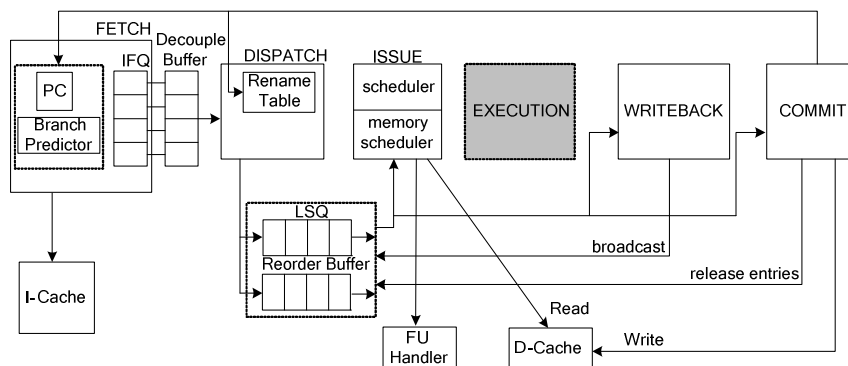 FETCH
IFQ
Decouple
Buffer
DISPATCH
ISSUE
PC
Branch
Predictor
Rename
Table
scheduler
memory
scheduler
EXECUTION
WRITEBACK
COMMIT
LSQ
Reorder Buffer
broadcast
release entries
I-Cache
Read
FU
Handler
D-Cache
Write